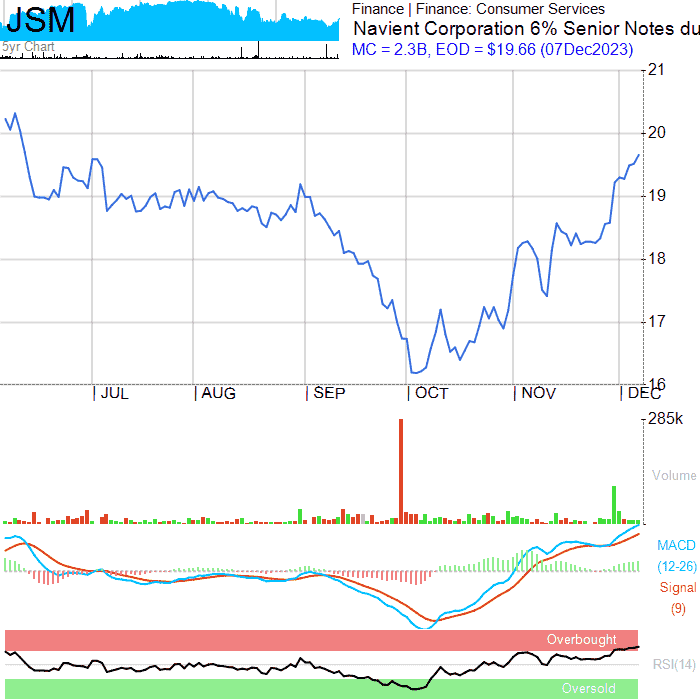 JSM
5yr Chart
Finance | Finance: Consumer Services
Navient Corporation 6% Senior Notes du
MC = 2.3B, EOD = $19.66 (07Dec2023)
21
20
19
18
17
16
JUL
AUG
SEP
OCT
NOV
DEC
285k
Volume
MACD
(12-26)
Signal
(9)
Overbought
RSI(14)
Oversold